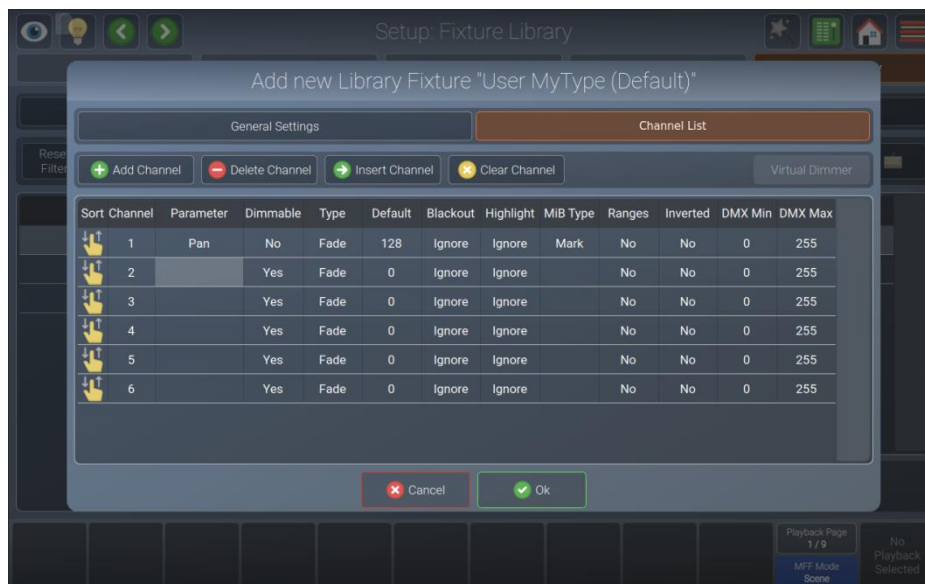 Setup: Fixture Library
Add new Library Fixture "User MyType (Default)"
General Settings
Channel List
Reset
Filter
Add Channel
Delete Channel
Insert Channel
Clear Channel
Virtual Dimmer
Sort Channel Parameter Dimmable Type Default Blackout Highlight MiB Type Ranges Inverted DMX Min DMX Max
1 Pan No Fade 128 Ignore Ignore Mark No No 0 255
2 Yes Fade 0 Ignore Ignore No No 0 255
3 Yes Fade 0 Ignore Ignore No No 0 255
4 Yes Fade 0 Ignore Ignore No No 0 255
5 Yes Fade 0 Ignore Ignore No No 0 255
6 Yes Fade 0 Ignore Ignore No No 0 255
Cancel
Ok
Playback Page
1 / 9
MFF Mode
Scene
No
Playback
Selected